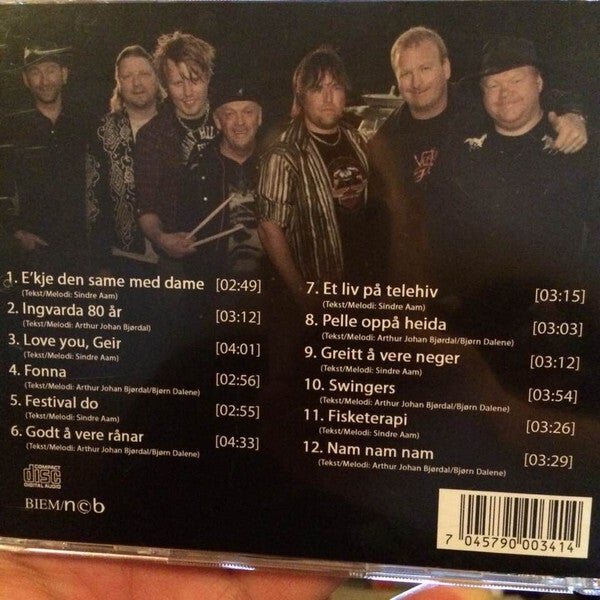 1. E'kje den same med dame [02:49]
(Tekst/Melodi: Sindre Aam)
2. Ingvarda 80 år [03:12]
(Tekst/Melodi: Arthur Johan Bjørdal)
3. Love you, Geir [04:01]
(Tekst/Melodi: Sindre Aam)
4. Fonna [02:56]
(Tekst/Melodi: Arthur Johan Bjørdal/Bjørn Dalene)
5. Festival do [02:55]
(Tekst/Melodi: Sindre Aam)
6. Godt å vere rånar [04:33]
(Tekst/Melodi: Arthur Johan Bjørdal/Bjørn Dalene)
7. Et liv på telehiv [03:15]
(Tekst/Melodi: Sindre Aam)
8. Pelle oppå heida [03:03]
(Tekst/Melodi: Arthur Johan Bjørdal/Bjørn Dalene)
9. Greitt å vere neger [03:12]
(Tekst/Melodi: Sindre Aam)
10. Swingers [03:54]
(Tekst/Melodi: Arthur Johan Bjørdal/Bjørn Dalene)
11. Fisketerapi [03:26]
(Tekst/Melodi: Sindre Aam)
12. Nam nam nam [03:29]
(Tekst/Melodi: Arthur Johan Bjørdal/Bjørn Dalene)
COMPACT
disc
DIGITAL AUDIO
BIEM/n©b
7 045790 003414